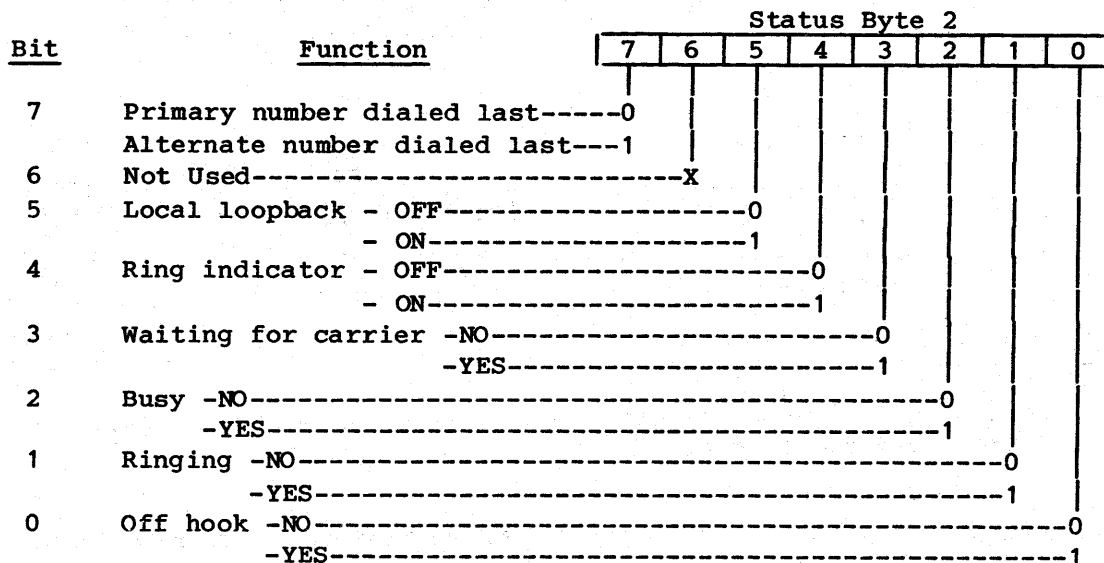 Status Byte 2
Bit Function 7 6 5 4 3 2 1 0
7 Primary number dialed last-----0
Alternate number dialed last---1
6 Not Used---------------------------X
5 Local loopback - OFF-------------------0
- ON--------------------1
4 Ring indicator - OFF-----------------------0
- ON------------------------1
3 Waiting for carrier -NO------------------------0
-YES-----------------------1
2 Busy -NO--------------------------------------------0
-YES-------------------------------------------1
1 Ringing -NO---------------------------------------------0
-YES--------------------------------------------1
0 Off hook -NO-----------------------------------------------0
-YES----------------------------------------------1